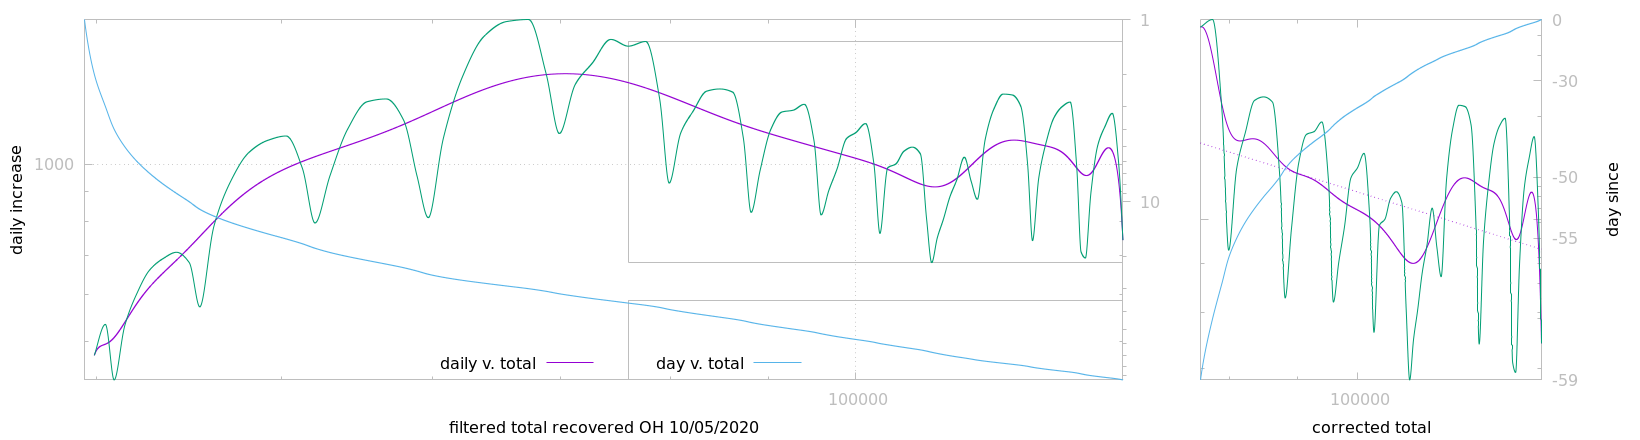 1
10
1000
daily increase
daily v. total
day v. total
100000
filtered total recovered OH 10/05/2020
0
-30
-50
-55
-59
day since
100000
corrected total